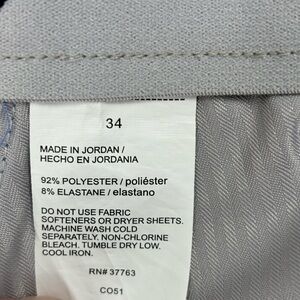 34
MADE IN JORDAN /
HECHO EN JORDANIA
92% POLYESTER / poliéster
8% ELASTANE / elastano
DO NOT USE FABRIC
SOFTENERS OR DRYER SHEETS.
MACHINE WASH COLD
SEPARATELY. NON-CHLORINE
BLEACH. TUMBLE DRY LOW.
COOL IRON.
RN# 37763
CO51